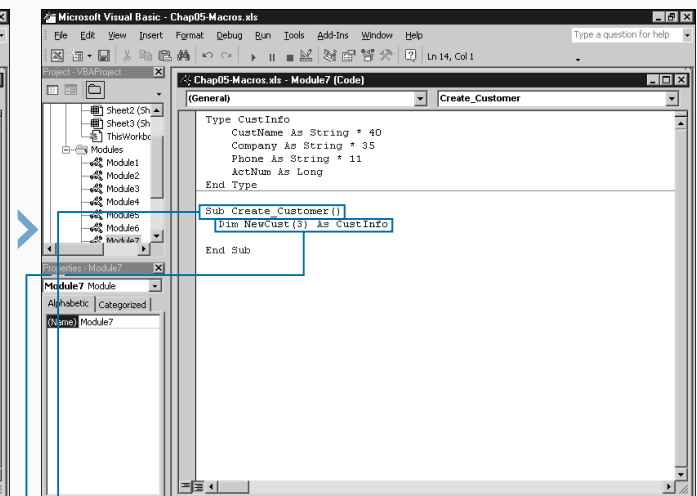 Microsoft Visual Basic - Chap05-Macros.xls
File Edit View Insert Format Debug Run Tools Add-Ins Window Help
Type a question for help
Ln 14, Col 1
Project - VBAProject
Sheet2 (Sh
Sheet3 (Sh
ThisWorkbo
Modules
Module1
Module2
Module3
Module4
Module5
Module6
Module7
Properties - Module7
Module7 Module
Alphabetic Categorized
(Name) Module7
Chap05-Macros.xls - Module7 (Code)
(General) Create_Customer
Type CustInfo
CustName As String * 40
Company As String * 35
Phone As String * 11
ActNum As Long
End Type
Sub Create_Customer()
Dim NewCust(3) As CustInfo
End Sub